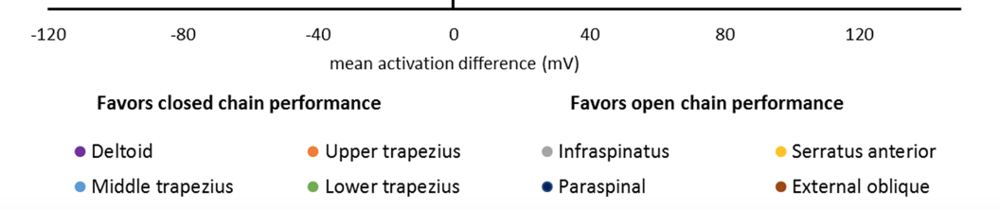 -120 -80 -40 0 40 80 120
mean activation difference (mV)
Favors closed chain performance Favors open chain performance
Deltoid Upper trapezius Infraspinatus Serratus anterior
Middle trapezius Lower trapezius Paraspinal External oblique